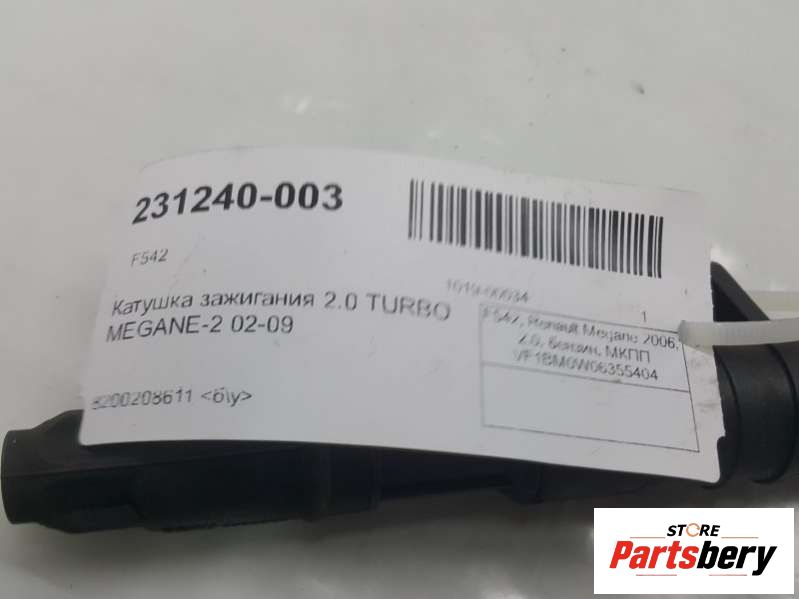 231240-003
F542
Катушка зажигания 2.0 TURBO
MEGANE-2 02-09
8200208611 <б\у>
1019-00034
1
F542, Renault Megane 2006,
2.0, Бензин, МКПП
VF1BM0W06355404
STORE
Partsbery